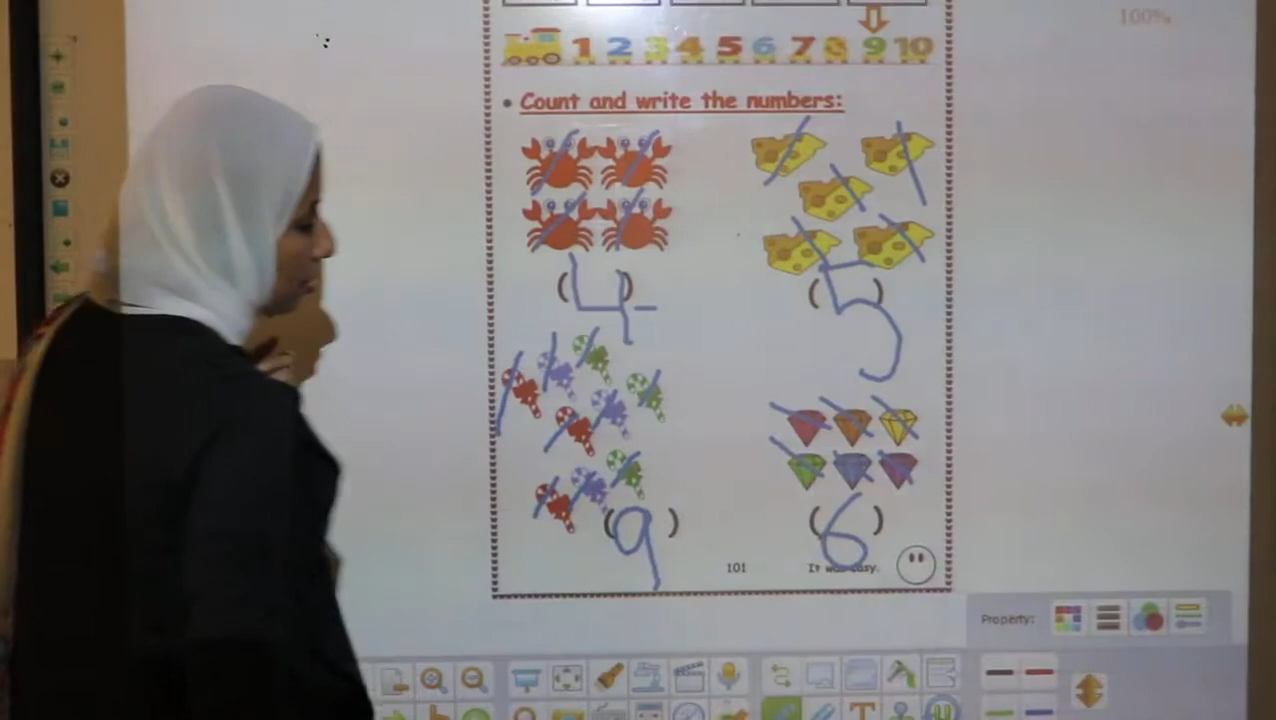 100%
1 2 3 4 5 6 7 8 9 10
• Count and write the numbers:
(4) (5)
(9) (6)
101 It was easy.
Property: